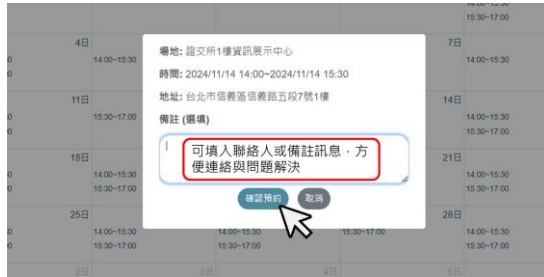 15:30~17:00
4日
7日
14:00~15:30
14:00~15:30
場地: 證交所1樓資訊展示中心
時間: 2024/11/14 14:00~2024/11/14 15:30
地址: 台北市信義區信義路五段7號1樓
備註 (選填)
可填入聯絡人或備註訊息，方
便連絡與問題解決
確認預約 取消
11日
14日
15:30~17:00
14:00~15:30
15:30~17:00
18日
21日
14:00~15:30
14:00~15:30
15:30~17:00
15:30~17:00
25日
28日
14:00~15:30
14:00~15:30
15:30~17:00
14:00~15:30
15:30~17:00
15:30~17:00
15:30~17:00
2日
3日
4日
5日